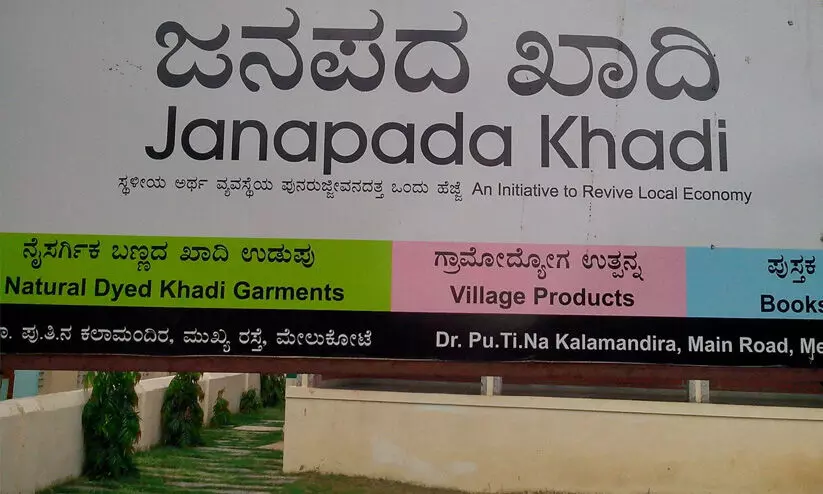 ಜನಪದ ಖಾದಿ
Janapada Khadi
ಸ್ಥಳೀಯ ಅರ್ಥ ವ್ಯವಸ್ಥೆಯ ಪುನರುಜ್ಜೀವನದತ್ತ ಒಂದು ಹೆಜ್ಜೆ An Initiative to Revive Local Economy
ನೈಸರ್ಗಿಕ ಬಣ್ಣದ ಖಾದಿ ಉಡುಪು ಗ್ರಾಮೋದ್ಯೋಗ ಉತ್ಪನ್ನ ಪುಸ್ತಕ
Natural Dyed Khadi Garments Village Products Books
ಪು.ತಿ.ನ ಕಲಾಮಂದಿರ, ಮುಖ್ಯ ರಸ್ತೆ, ಮೇಲುಕೋಟೆ Dr. Pu.Ti.Na Kalamandira, Main Road,